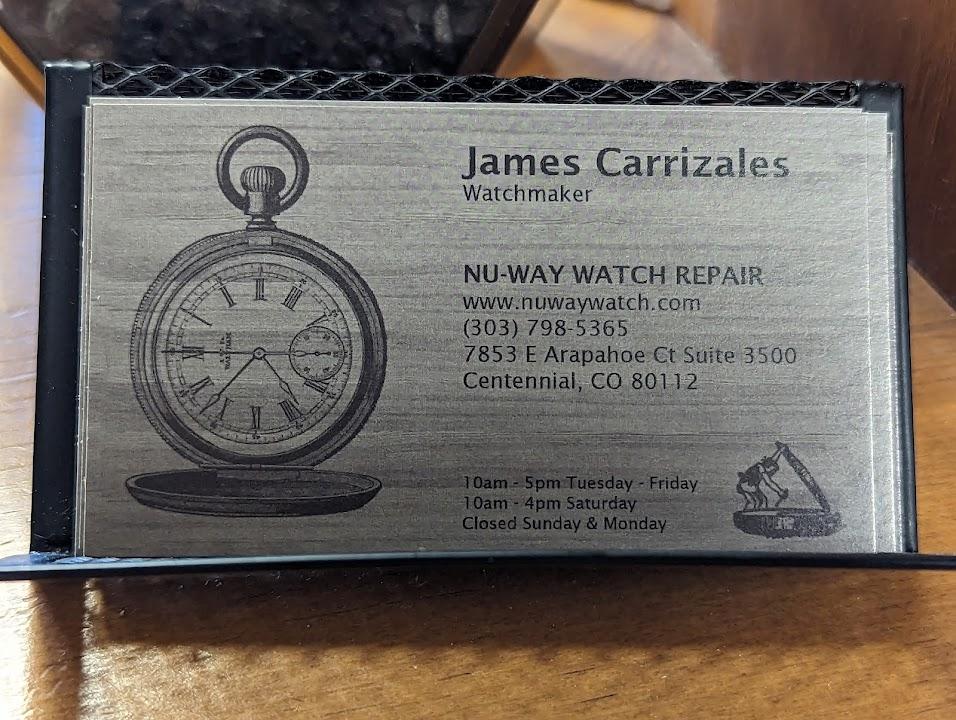 James Carrizales
Watchmaker
NU-WAY WATCH REPAIR
www.nuwaywatch.com
(303) 798-5365
7853 E Arapahoe Ct Suite 3500
Centennial, CO 80112
10am - 5pm Tuesday - Friday
10am - 4pm Saturday
Closed Sunday & Monday